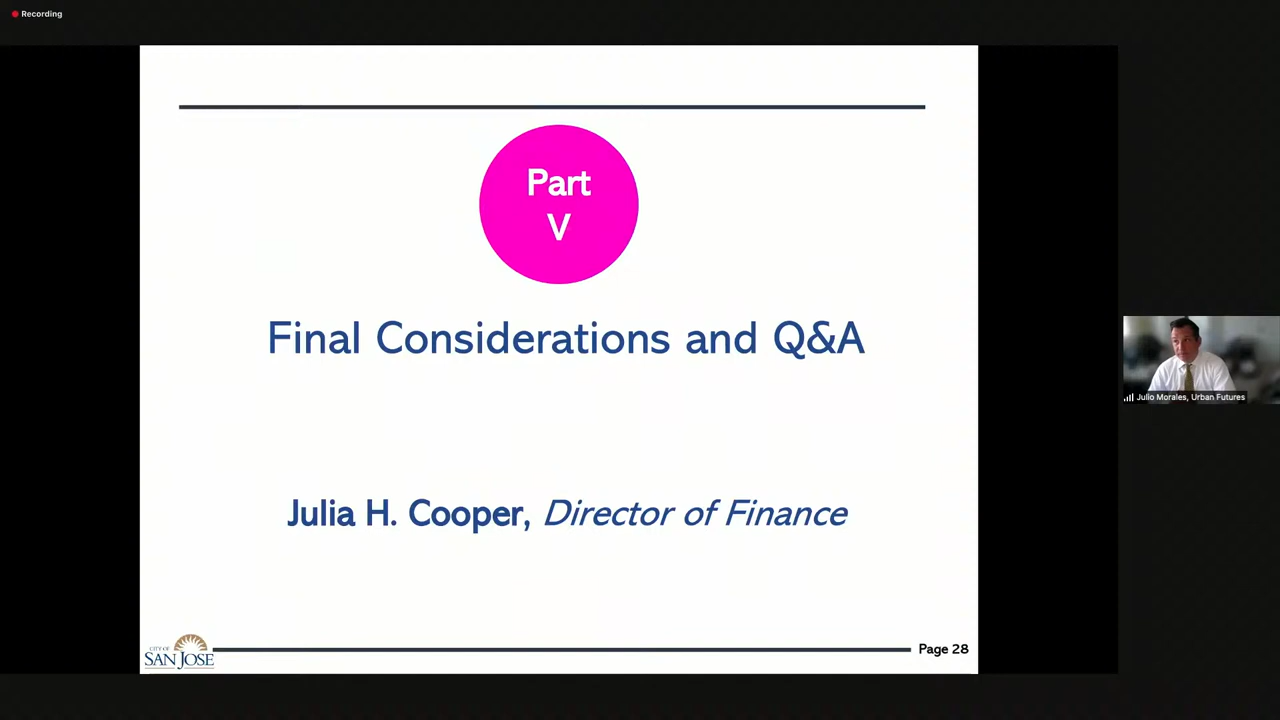 Recording
Part
V
Final Considerations and Q&A
Julia H. Cooper, Director of Finance
CITY OF
SAN JOSE
Page 28
Julio Morales, Urban Futures